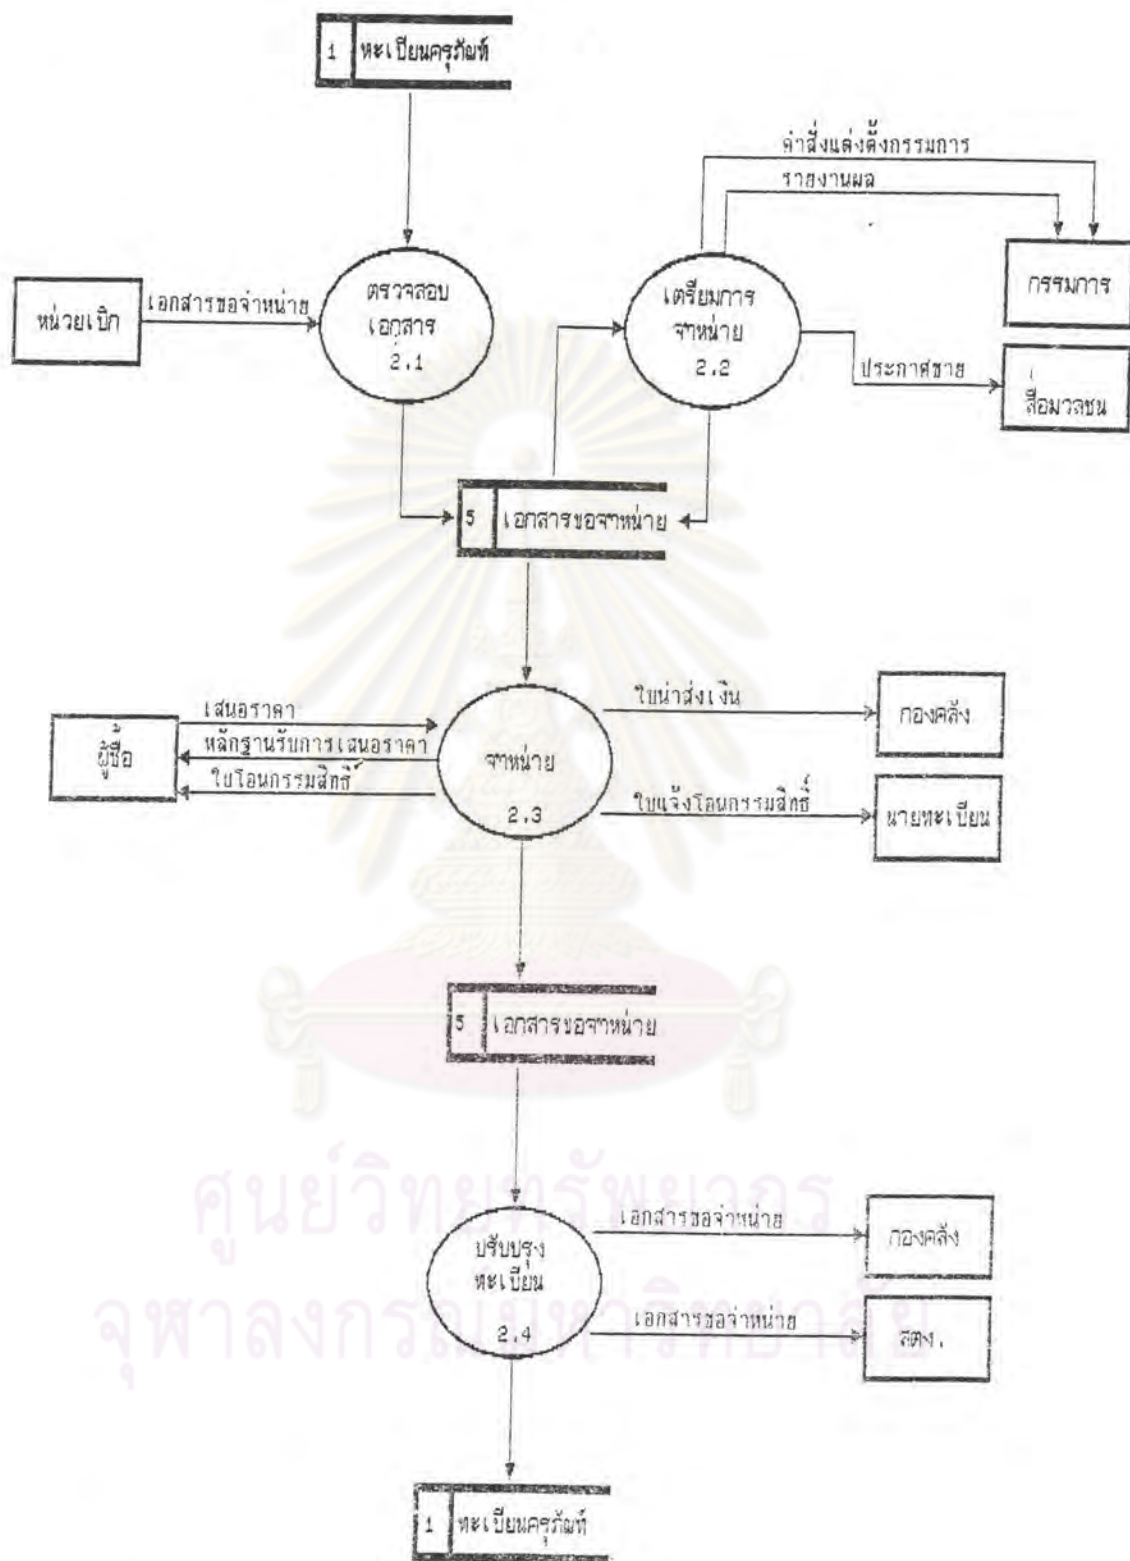 1 ทะเบียนครุภัณฑ์
คำสั่งแต่งตั้งกรรมการ
รายงานผล
กรรมการ
หน่วยเบิก
เอกสารขอจำหน่าย
ตรวจสอบ
เอกสาร
2.1
เตรียมการ
จำหน่าย
2.2
ประกาศขาย
สื่อมวลชน
5 เอกสารขอจำหน่าย
ผู้ซื้อ
เสนอราคา
หลักฐานรับการเสนอราคา
ใบโอนกรรมสิทธิ์
จำหน่าย
2.3
ใบนำส่งเงิน
กองคลัง
ใบแจ้งโอนกรรมสิทธิ์
นายทะเบียน
5 เอกสารขอจำหน่าย
ศูนย์วิทยทรัพยากร
จุฬาลงกรณ์มหาวิทยาลัย
ปรับปรุง
ทะเบียน
2.4
เอกสารขอจำหน่าย
กองคลัง
เอกสารขอจำหน่าย
สตง.
1 ทะเบียนครุภัณฑ์